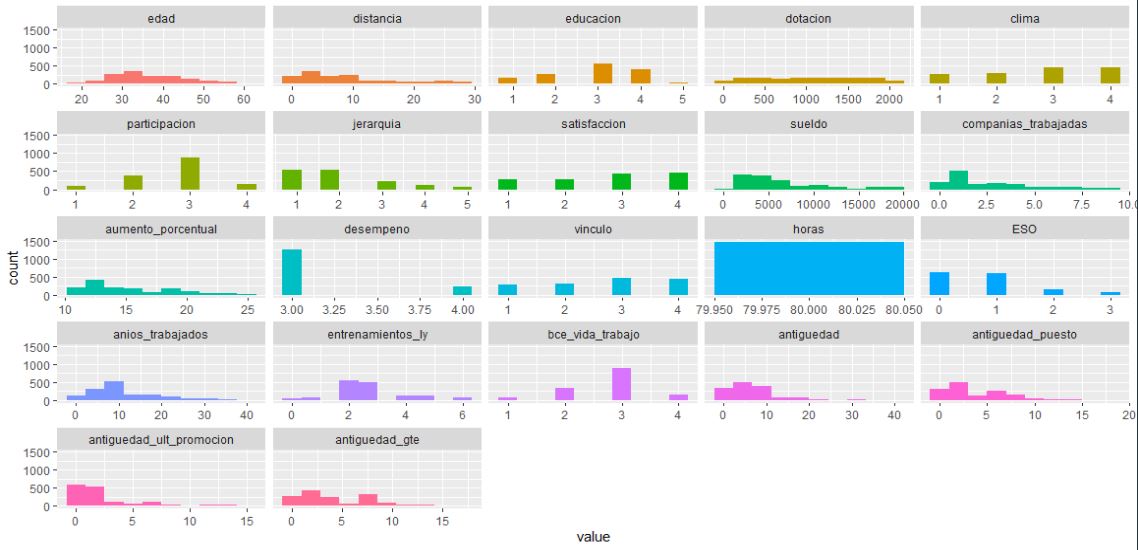 edad distancia educacion dotacion clima
1500
1000
500
0
20 30 40 50 60 0 10 20 30 1 2 3 4 5 0 500 1000 1500 2000 1 2 3 4
participacion jerarquia satisfaccion sueldo companias_trabajadas
1500
1000
500
0
1 2 3 4 1 2 3 4 5 1 2 3 4 5000 10000 15000 20000 0.0 2.5 5.0 7.5 10.0
aumento_porcentual desempeno vinculo horas ESO
1500
1000
500
0
10 15 20 25 3.00 3.25 3.50 3.75 4.00 1 2 3 4 79.950 79.975 80.000 80.025 80.050 0 1 2 3
anios_trabajados entrenamientos_ly bce_vida_trabajo antiguedad antiguedad_puesto
1500
1000
500
0
0 10 20 30 40 0 2 4 6 1 2 3 4 0 10 20 30 40 0 5 10 15 20
antiguedad_ult_promocion antiguedad_gte
1500
1000
500
0
0 5 10 15 0 5 10 15
count
value